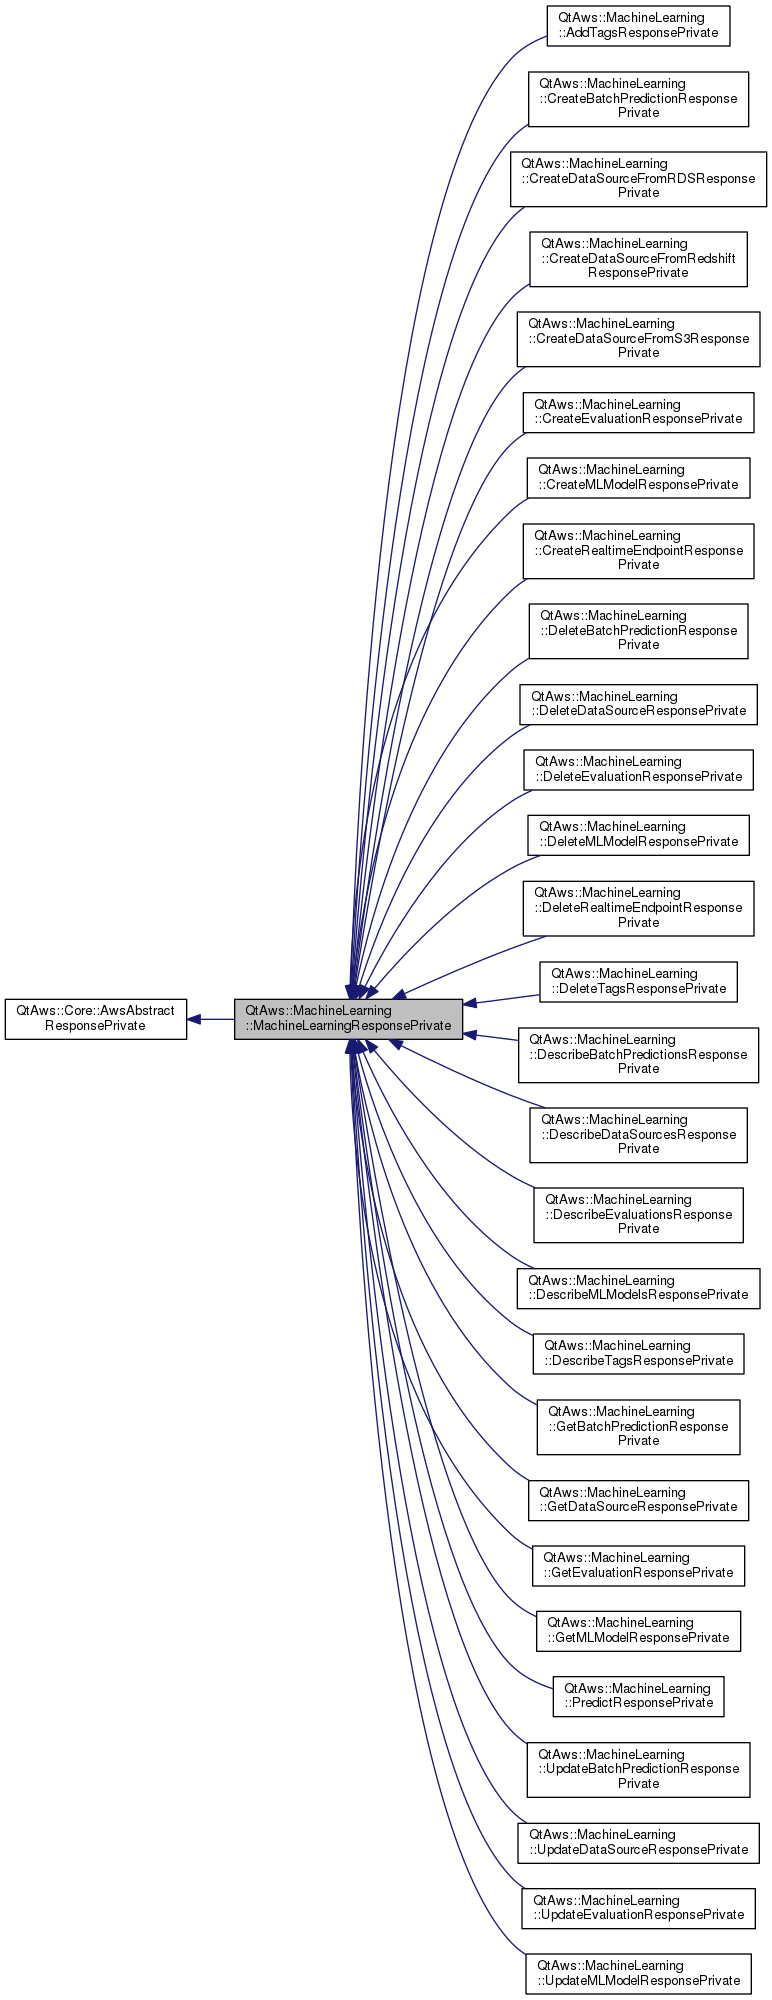 QtAws::MachineLearning
::AddTagsResponsePrivate
QtAws::MachineLearning
::CreateBatchPredictionResponse
Private
QtAws::MachineLearning
::CreateDataSourceFromRDSResponse
Private
QtAws::MachineLearning
::CreateDataSourceFromRedshift
ResponsePrivate
QtAws::MachineLearning
::CreateDataSourceFromS3Response
Private
QtAws::MachineLearning
::CreateEvaluationResponsePrivate
QtAws::MachineLearning
::CreateMLModelResponsePrivate
QtAws::MachineLearning
::CreateRealtimeEndpointResponse
Private
QtAws::MachineLearning
::DeleteBatchPredictionResponse
Private
QtAws::MachineLearning
::DeleteDataSourceResponsePrivate
QtAws::MachineLearning
::DeleteEvaluationResponsePrivate
QtAws::MachineLearning
::DeleteMLModelResponsePrivate
QtAws::MachineLearning
::DeleteRealtimeEndpointResponse
Private
QtAws::MachineLearning
::DeleteTagsResponsePrivate
QtAws::Core::AwsAbstract
ResponsePrivate
QtAws::MachineLearning
::MachineLearningResponsePrivate
QtAws::MachineLearning
::DescribeBatchPredictionsResponse
Private
QtAws::MachineLearning
::DescribeDataSourcesResponse
Private
QtAws::MachineLearning
::DescribeEvaluationsResponse
Private
QtAws::MachineLearning
::DescribeMLModelsResponsePrivate
QtAws::MachineLearning
::DescribeTagsResponsePrivate
QtAws::MachineLearning
::GetBatchPredictionResponse
Private
QtAws::MachineLearning
::GetDataSourceResponsePrivate
QtAws::MachineLearning
::GetEvaluationResponsePrivate
QtAws::MachineLearning
::GetMLModelResponsePrivate
QtAws::MachineLearning
::PredictResponsePrivate
QtAws::MachineLearning
::UpdateBatchPredictionResponse
Private
QtAws::MachineLearning
::UpdateDataSourceResponsePrivate
QtAws::MachineLearning
::UpdateEvaluationResponsePrivate
QtAws::MachineLearning
::UpdateMLModelResponsePrivate